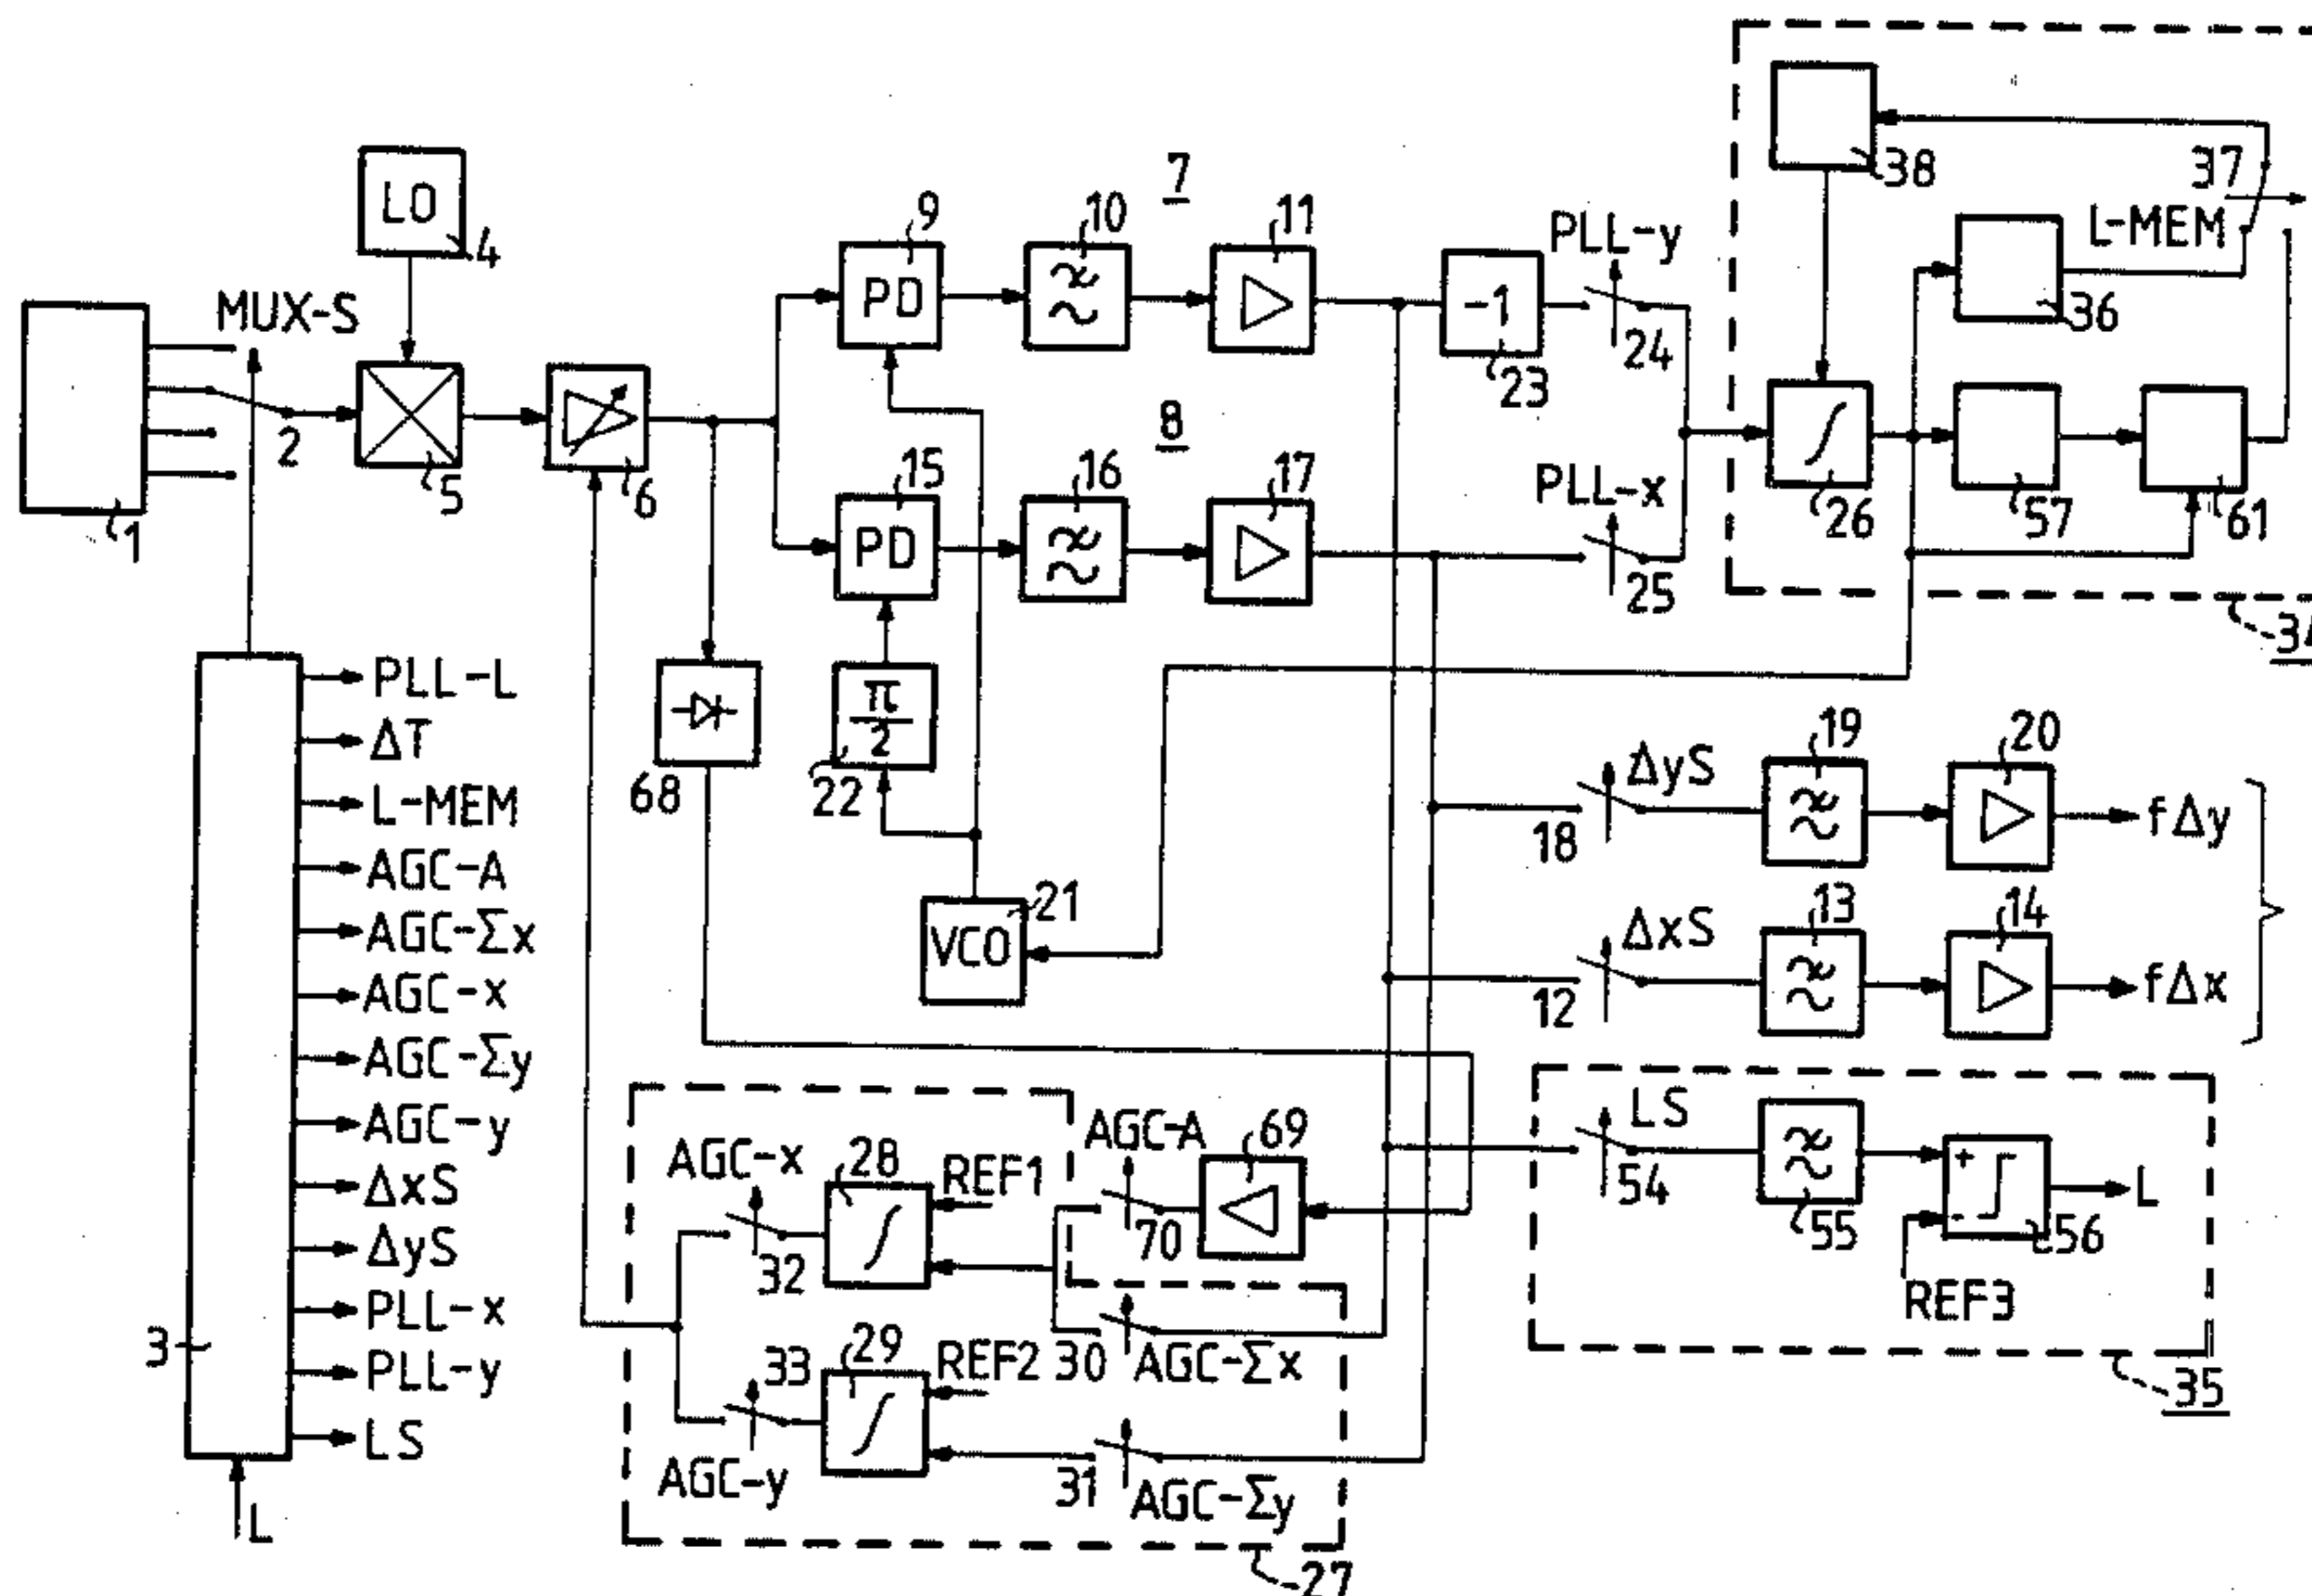 LO
4
MUX-S
2
1
5
6
7
9
PD
10
11
8
15
PD
16
17
PLL-y
24
-1
23
PLL-x
25
38
37
L-MEM
36
26
57
61
34
68
π
2
22
VCO
21
19
20
ΔyS
18
fΔy
13
14
ΔxS
12
fΔx
3
PLL-L
ΔT
L-MEM
AGC-A
AGC-Σx
AGC-x
AGC-Σy
AGC-y
ΔxS
ΔyS
PLL-x
PLL-y
LS
L
AGC-x
28
REF1
32
AGC-A
69
70
33
29
REF2
30
AGC-Σx
AGC-y
31
AGC-Σy
27
LS
54
55
+
-
56
L
REF3
35